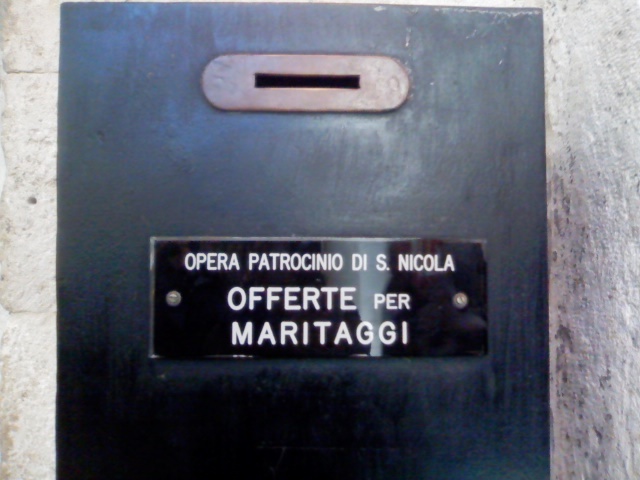 OPERA PATROCINIO DI S. NICOLA
OFFERTE PER
MARITAGGI